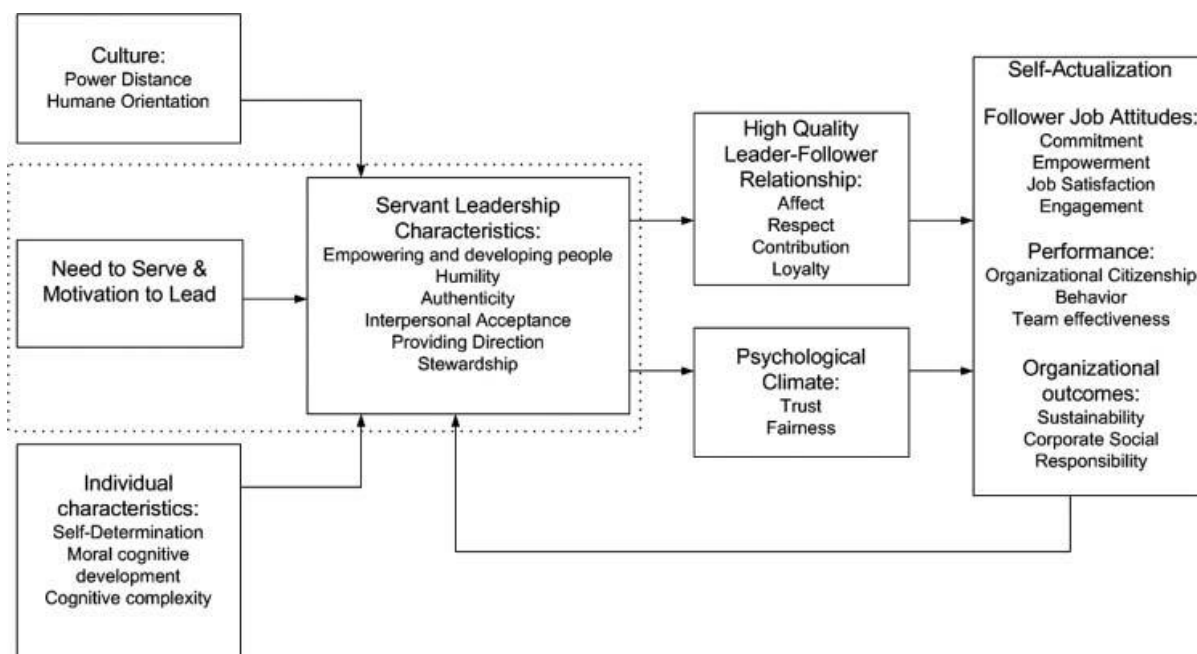 Culture:
Power Distance
Humane Orientation
Need to Serve &
Motivation to Lead
Individual
characteristics:
Self-Determination
Moral cognitive
development
Cognitive complexity
Servant Leadership
Characteristics:
Empowering and developing people
Humility
Authenticity
Interpersonal Acceptance
Providing Direction
Stewardship
High Quality
Leader-Follower
Relationship:
Affect
Respect
Contribution
Loyalty
Psychological
Climate:
Trust
Fairness
Self-Actualization
Follower Job Attitudes:
Commitment
Empowerment
Job Satisfaction
Engagement
Performance:
Organizational Citizenship
Behavior
Team effectiveness
Organizational
outcomes:
Sustainability
Corporate Social
Responsibility